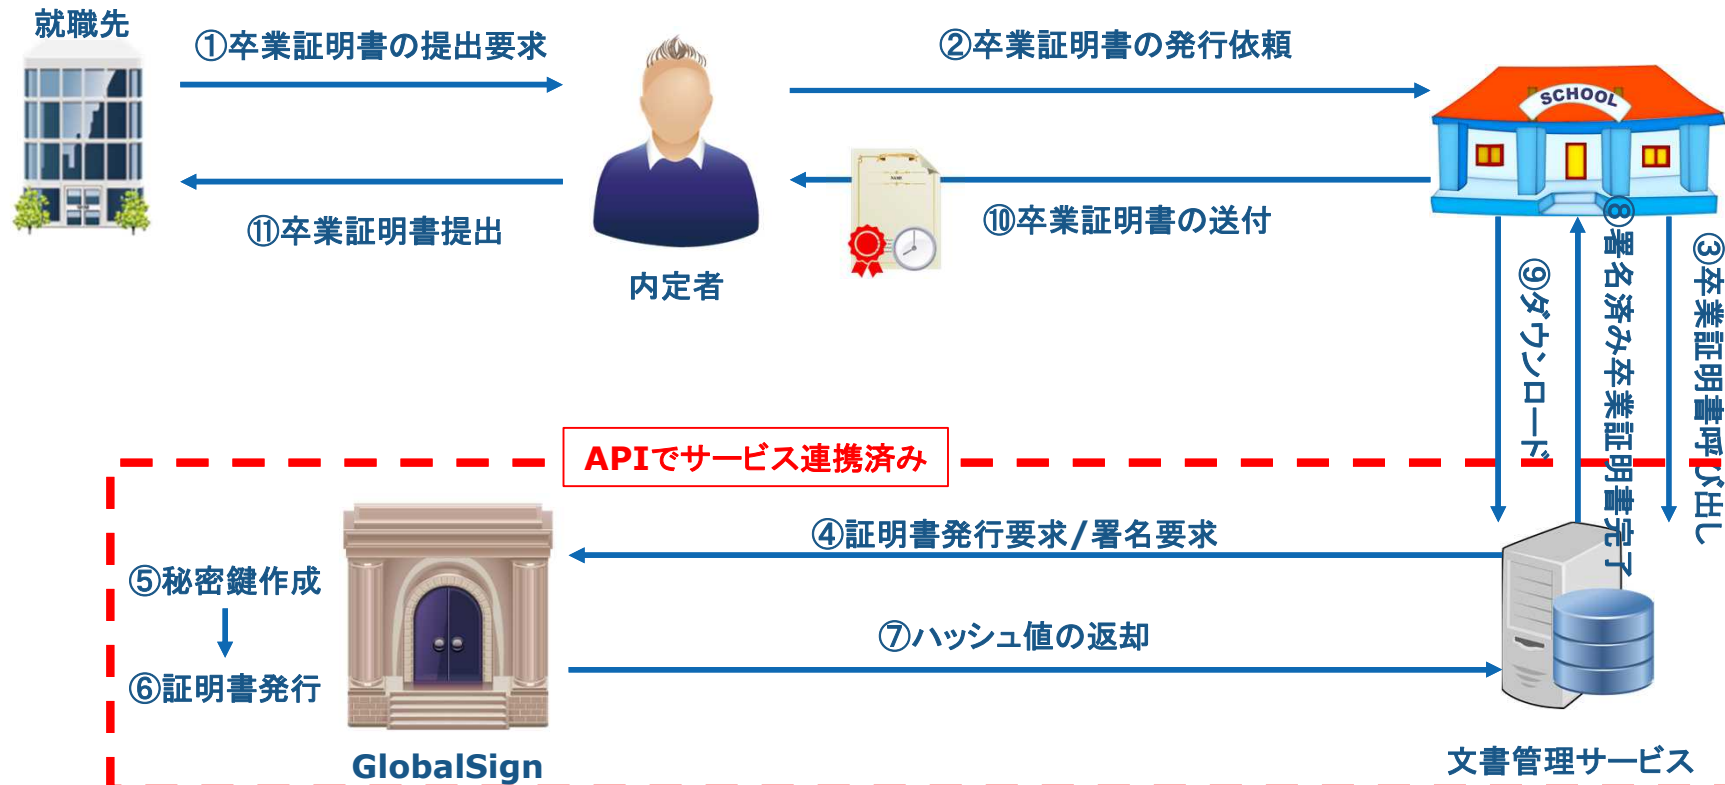 就職先
①卒業証明書の提出要求
②卒業証明書の発行依頼
SCHOOL
NAME
⑪卒業証明書提出
⑩卒業証明書の送付
内定者
⑨ダウンロード
⑧署名済み卒業証明書完了
③卒業証明書呼び出し
APIでサービス連携済み
④証明書発行要求/署名要求
⑤秘密鍵作成
⑦ハッシュ値の返却
⑥証明書発行
GlobalSign
文書管理サービス